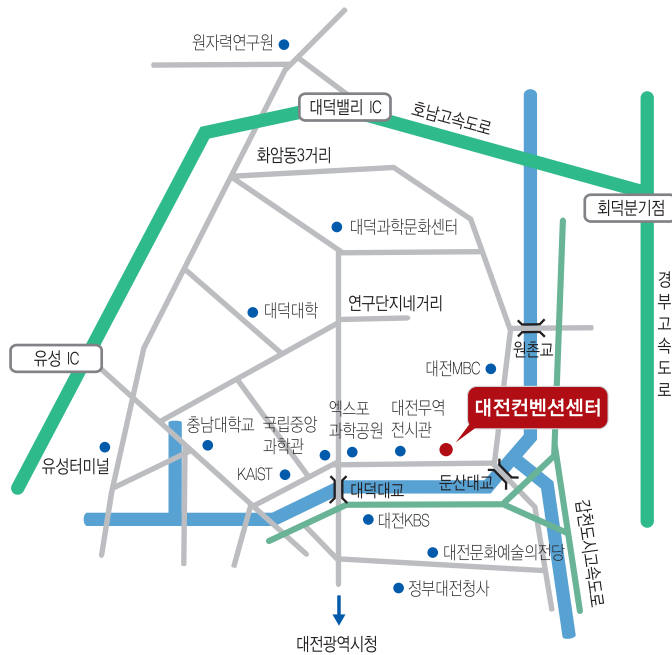 원자력연구원
대덕밸리 IC
호남고속도로
화암동3거리
회덕분기점
대덕과학문화센터
경부고속도로
대덕대학
연구단지네거리
유성 IC
원촌교
대전MBC
대전컨벤션센터
엑스포
과학공원
대전무역
전시관
충남대학교
국립중앙
과학관
유성터미널
KAIST
대덕대교
둔산대교
대전KBS
갑천도시고속도로
대전문화예술의전당
정부대전청사
대전광역시청